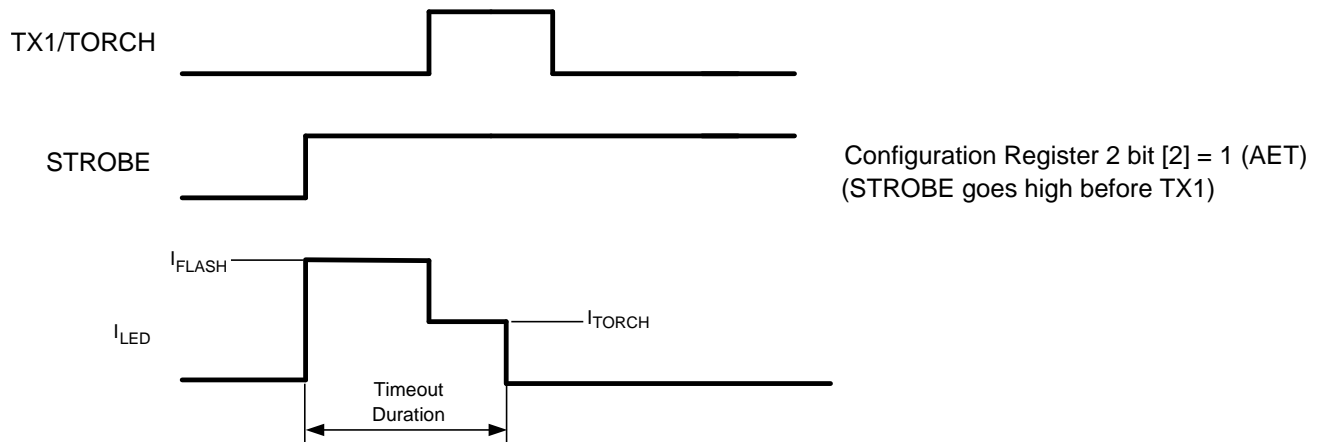 TX1/TORCH
STROBE
Configuration Register 2 bit [2] = 1 (AET)
(STROBE goes high before TX1)
IFLASH
ITORCH
ILED
Timeout
Duration